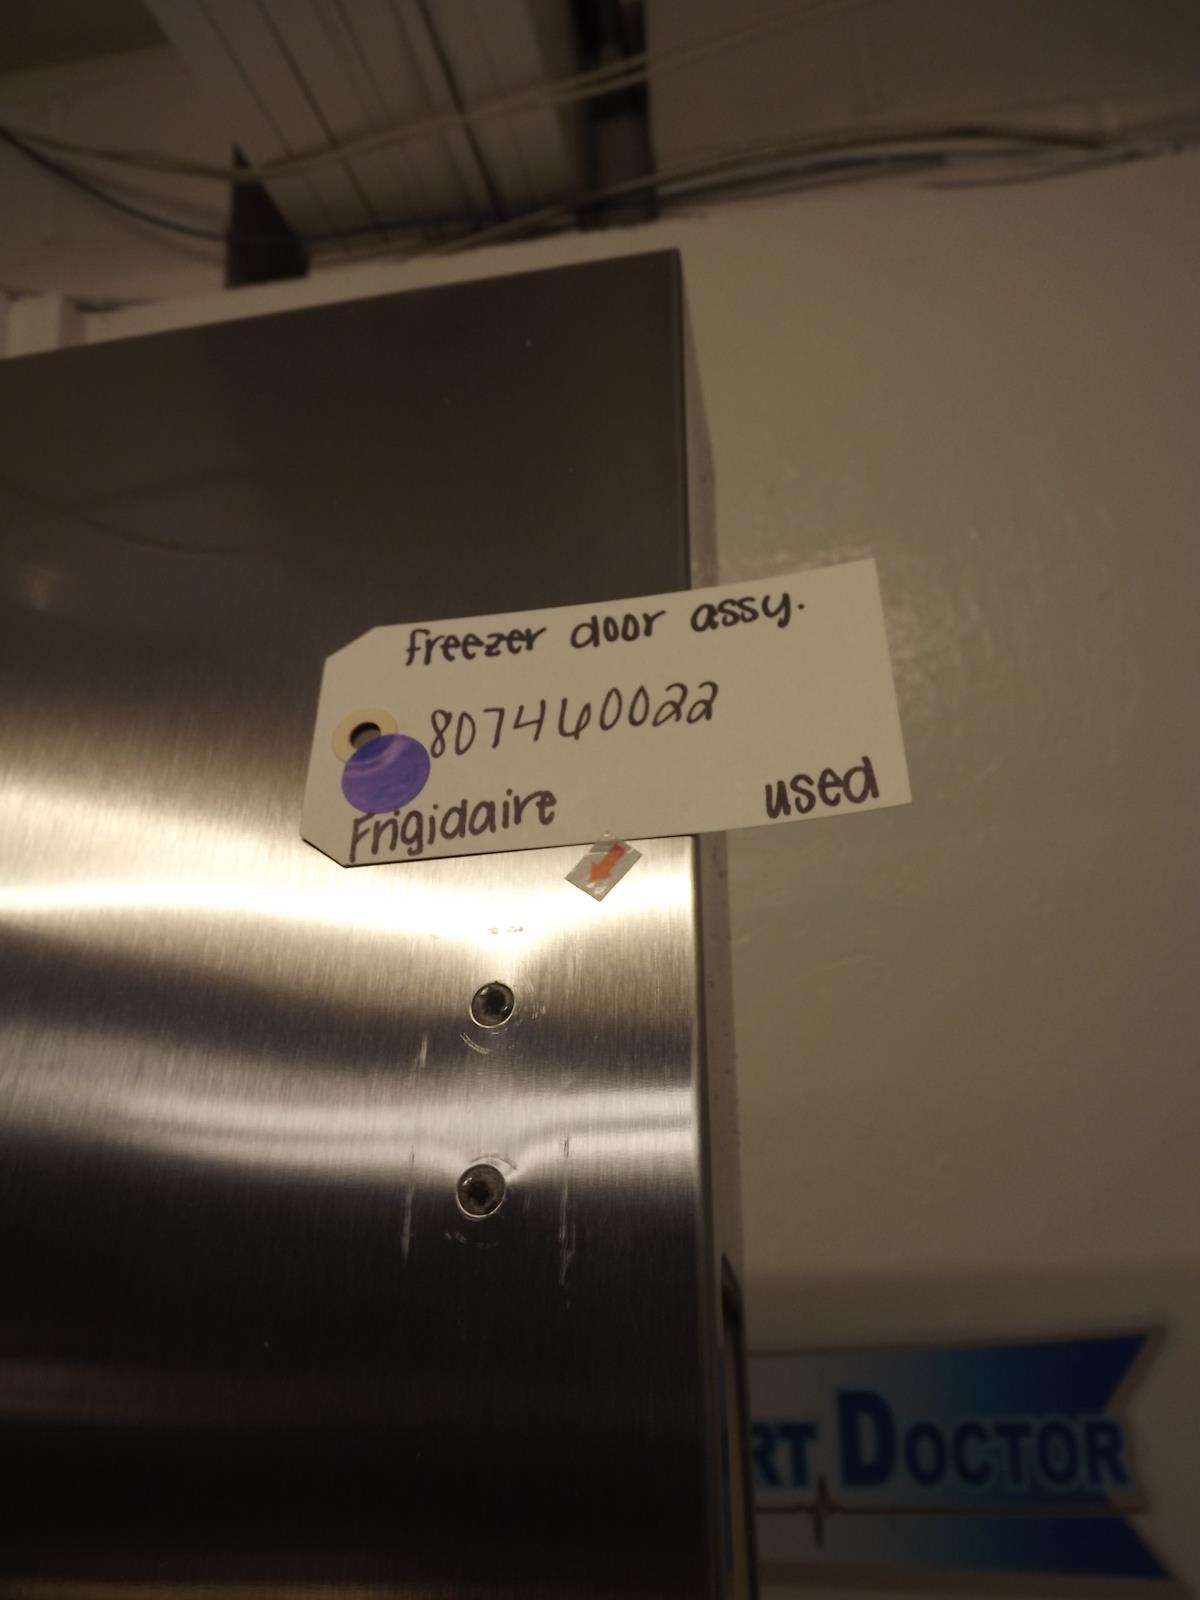 freezer door assy.
807460022
Frigidaire
used
RT DOCTOR